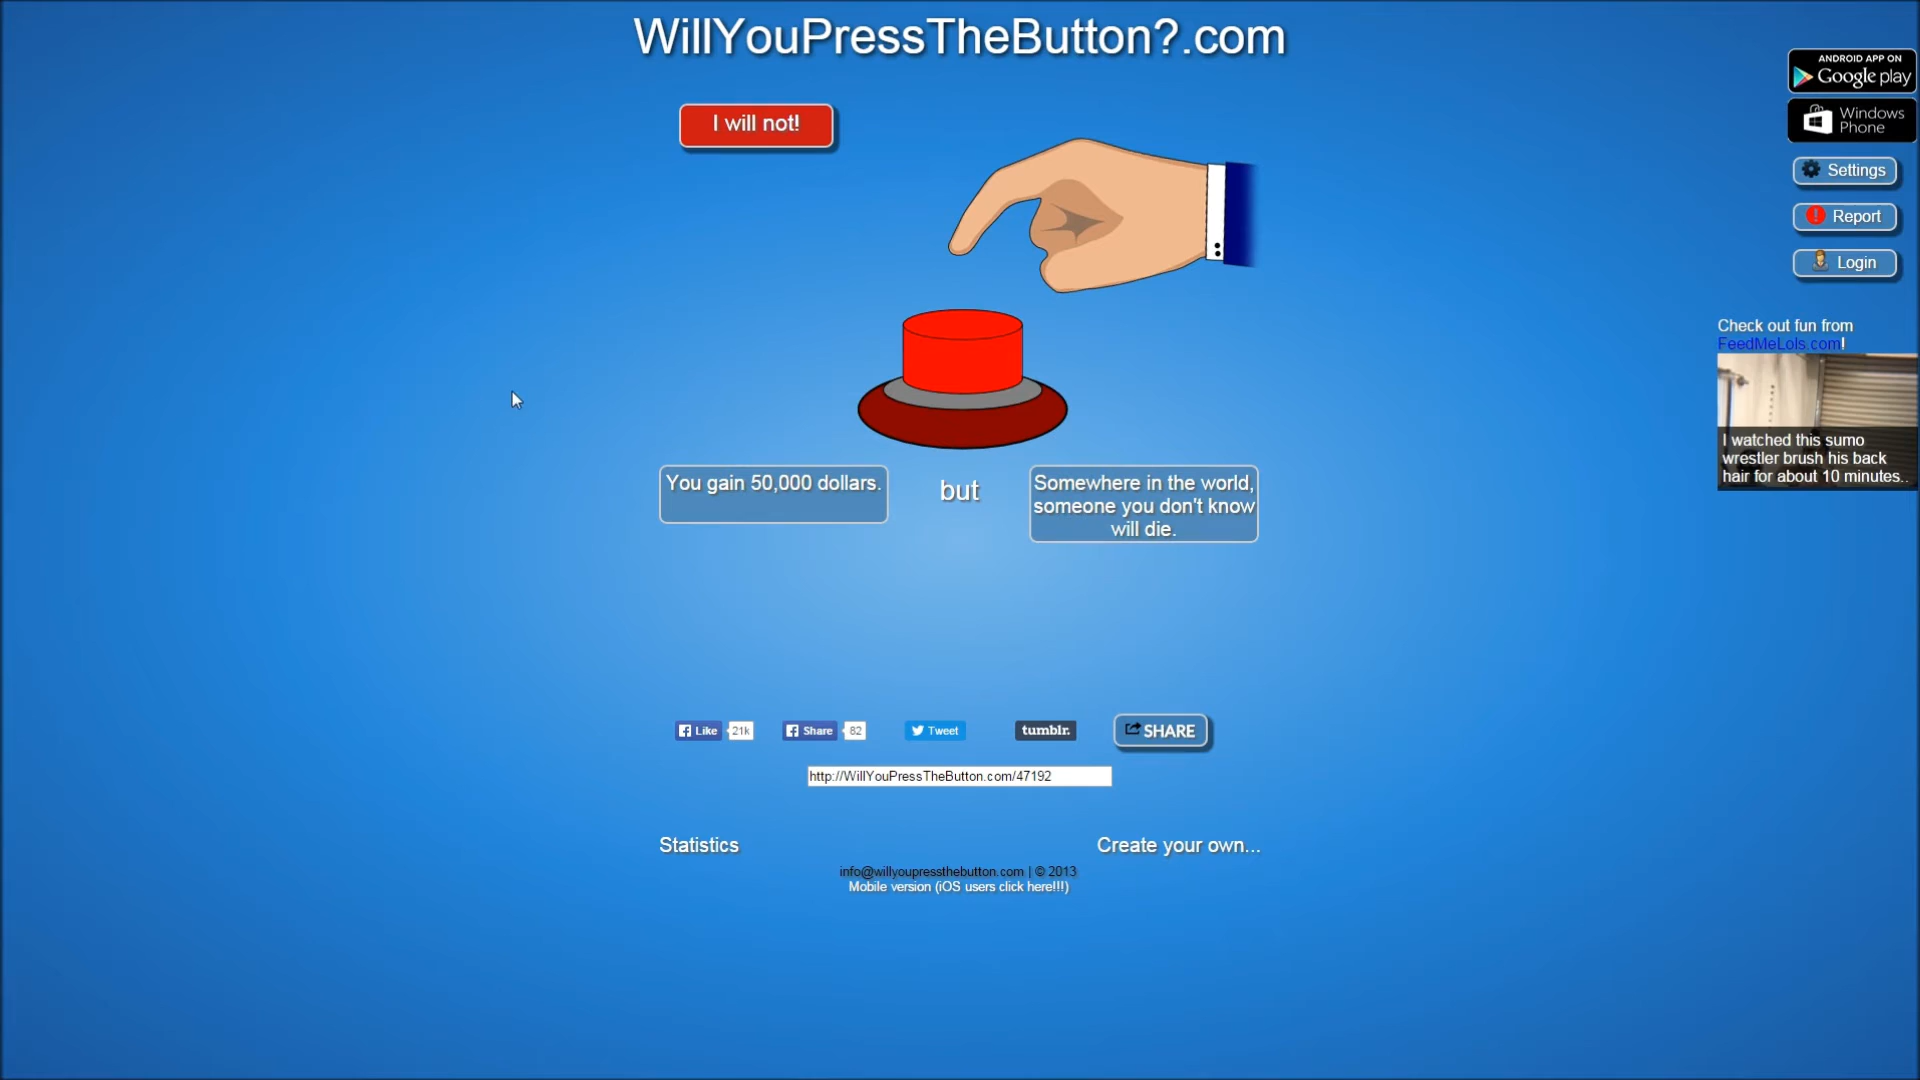 WillYouPressTheButton?.com
ANDROID APP ON
Google play
Windows
Phone
I will not!
Settings
Report
Login
Check out fun from
FeedMeLols.com!
I watched this sumo
wrestler brush his back
hair for about 10 minutes..
You gain 50,000 dollars.
but
Somewhere in the world,
someone you don't know
will die.
Like 21k
Share 82
Tweet
tumblr.
SHARE
http://WillYouPressTheButton.com/47192
Statistics
Create your own...
info@willyoupressthebutton.com | © 2013
Mobile version (iOS users click here!!!)